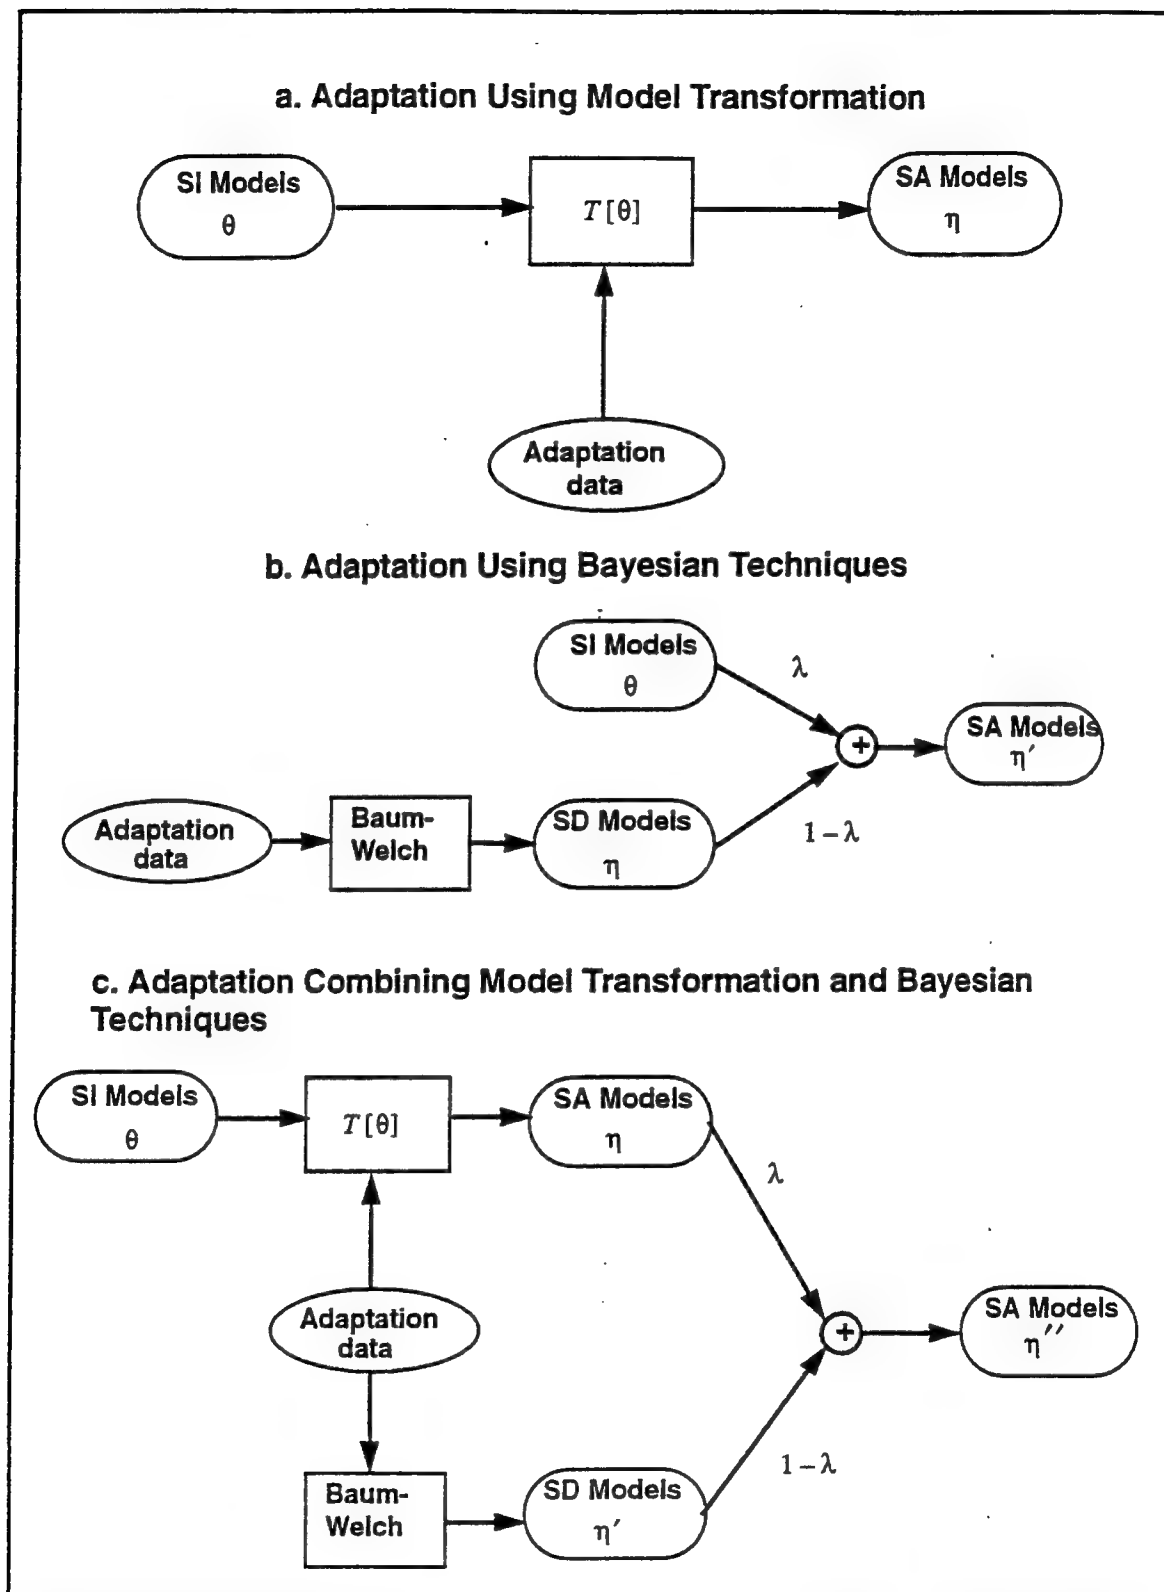 a. Adaptation Using Model Transformation
SI Models
θ
T[θ]
SA Models
η
Adaptation
data
b. Adaptation Using Bayesian Techniques
SI Models
θ
λ
+
SA Models
η′
Adaptation
data
Baum-
Welch
SD Models
η
1−λ
c. Adaptation Combining Model Transformation and Bayesian
Techniques
SI Models
θ
T[θ]
SA Models
η
λ
Adaptation
data
+
SA Models
η′′
Baum-
Welch
SD Models
η′
1−λ